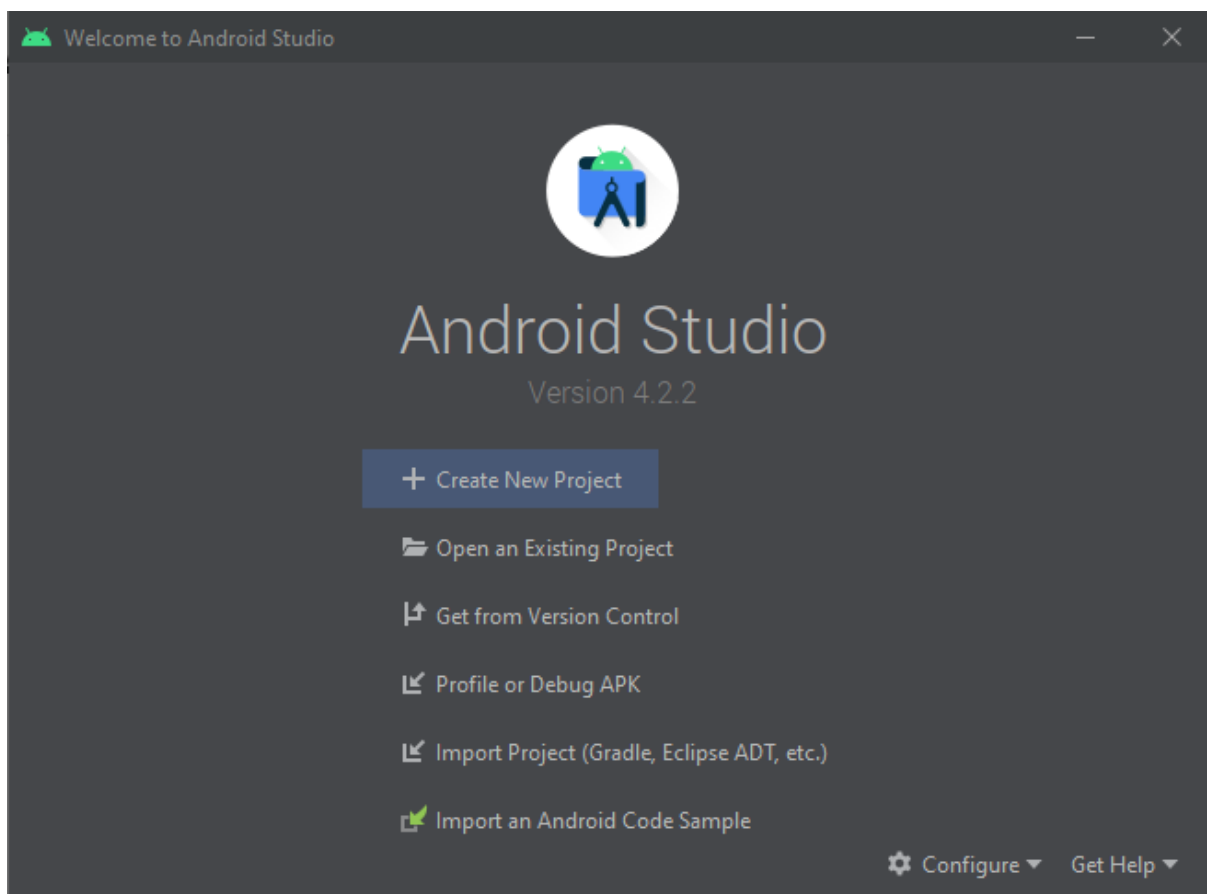 Welcome to Android Studio
Android Studio
Version 4.2.2
Create New Project
Open an Existing Project
Get from Version Control
Profile or Debug APK
Import Project (Gradle, Eclipse ADT, etc.)
Import an Android Code Sample
Configure Get Help